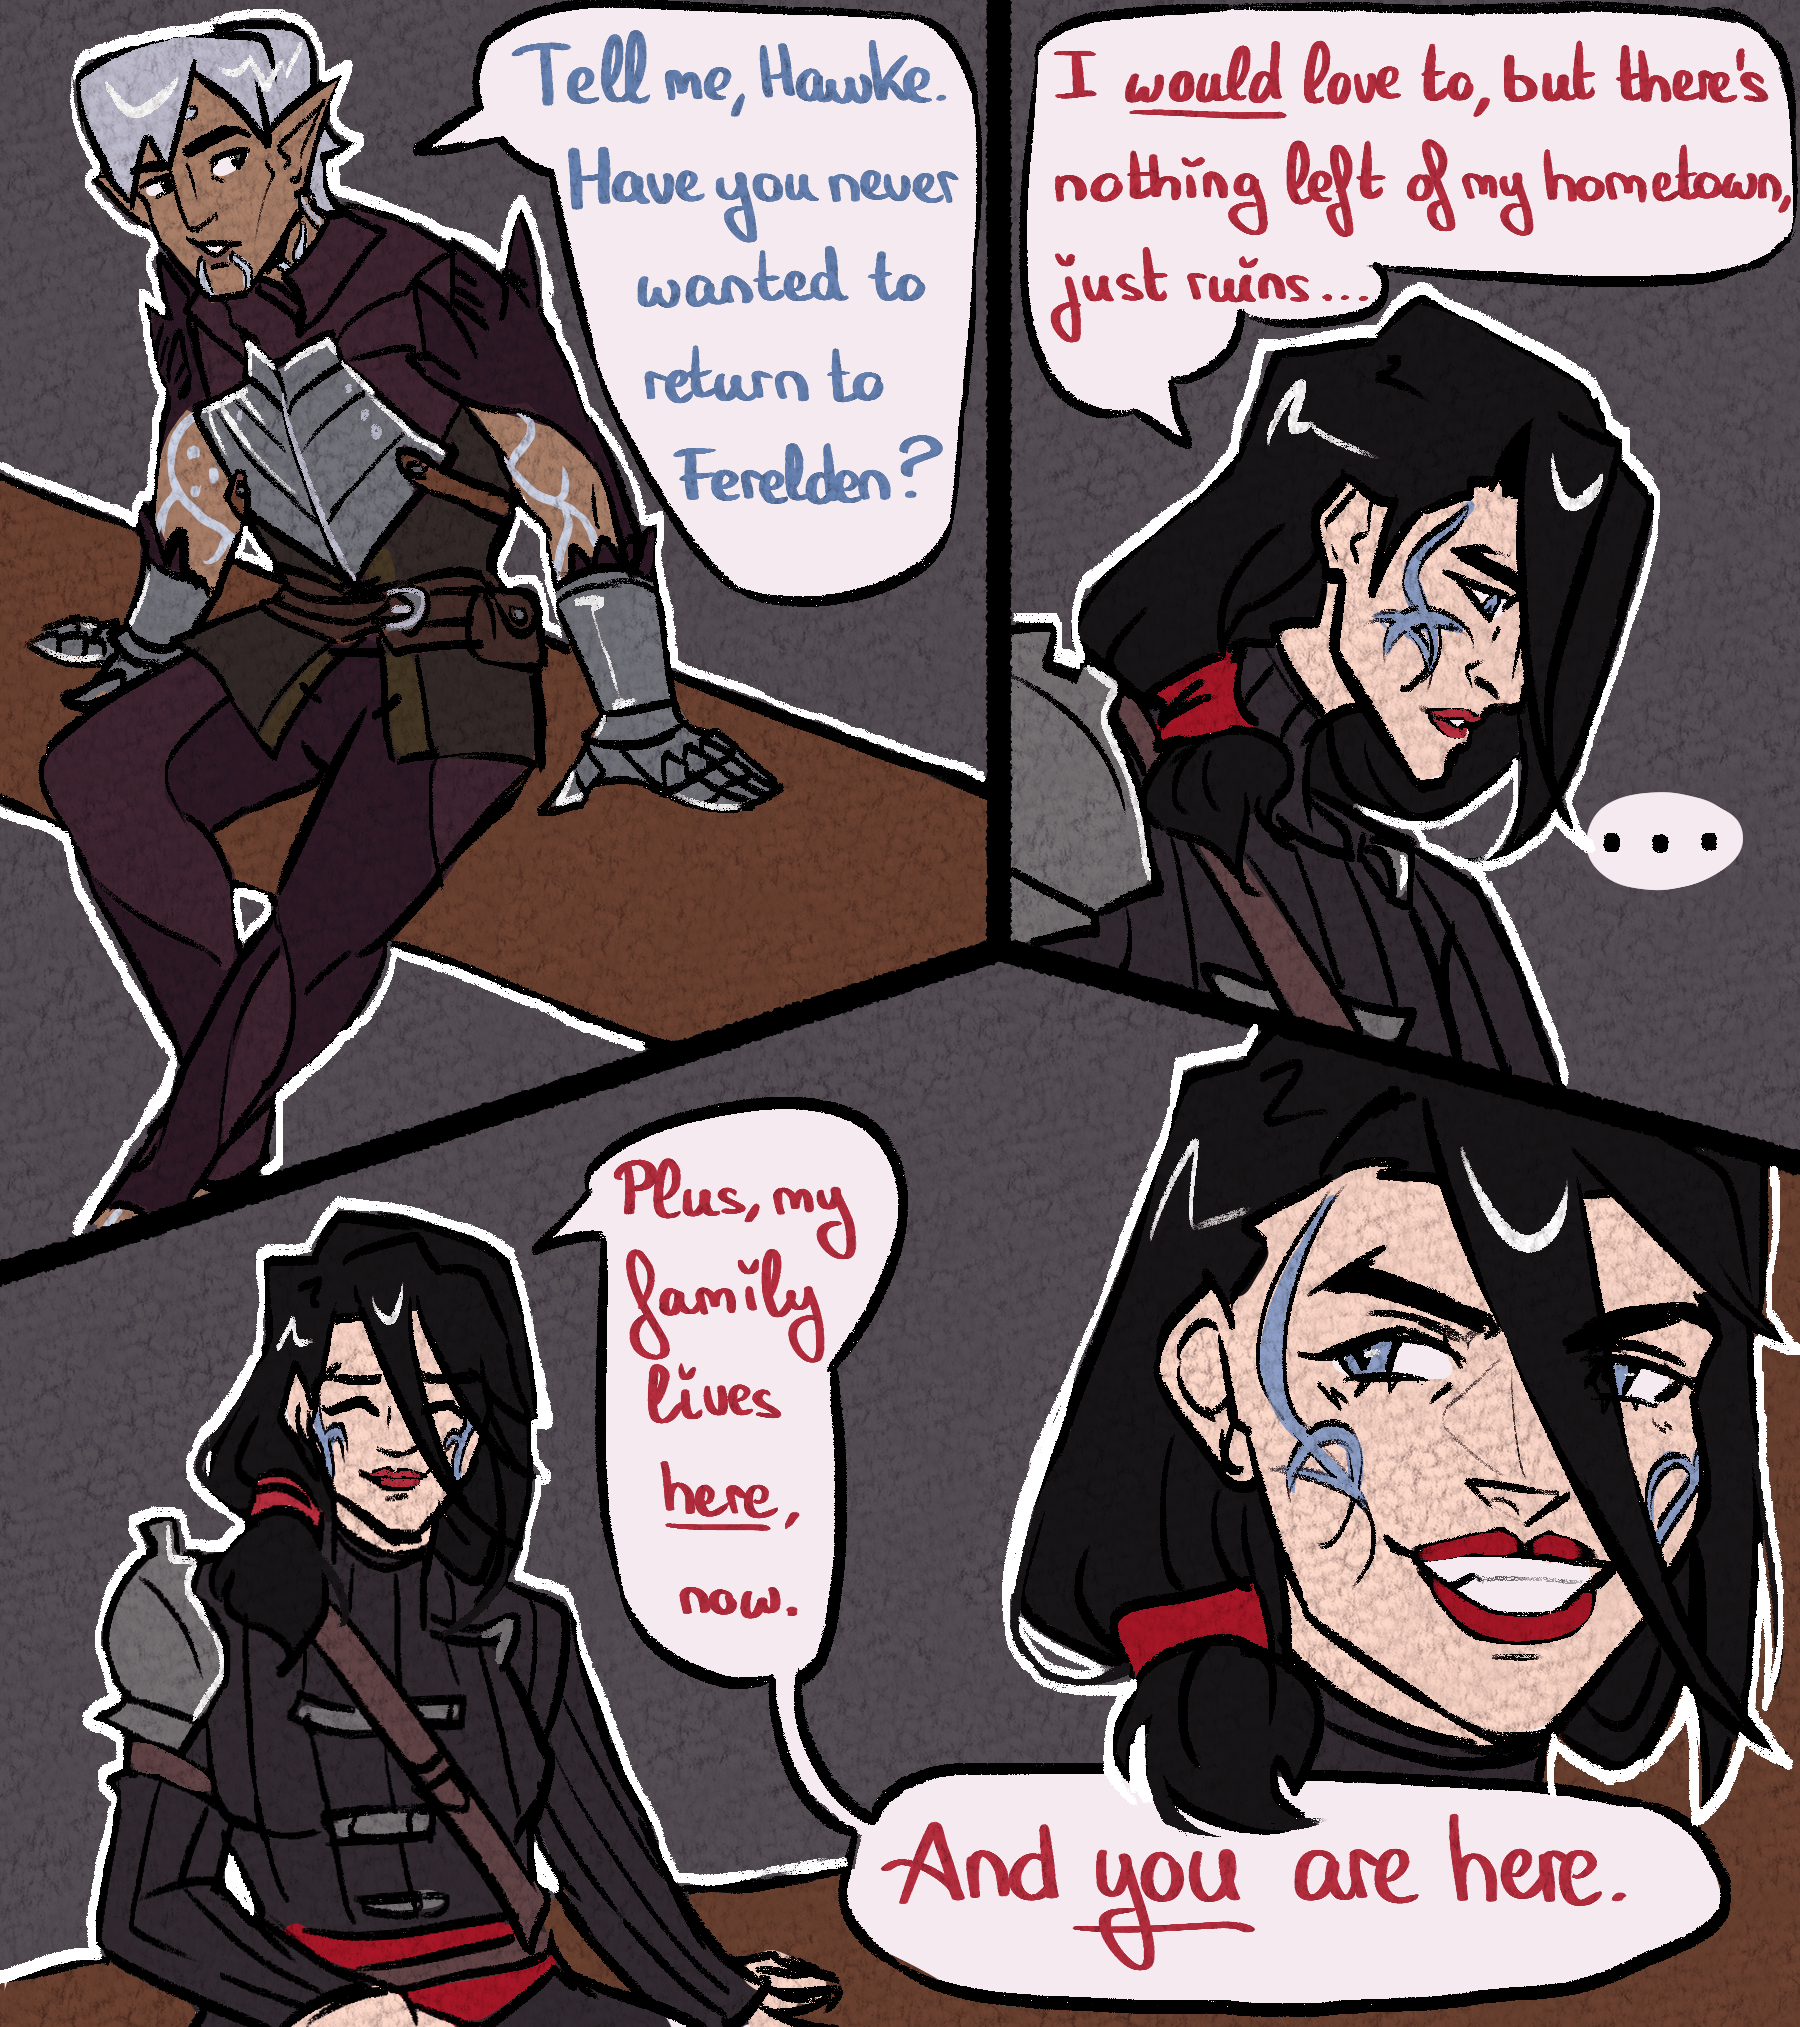 Tell me, Hawke.
Have you never
wanted to
return to
Ferelden?
I would love to, but there's
nothing left of my hometown,
just ruins...
...
Plus, my
family
lives
here,
now.
And you are here.